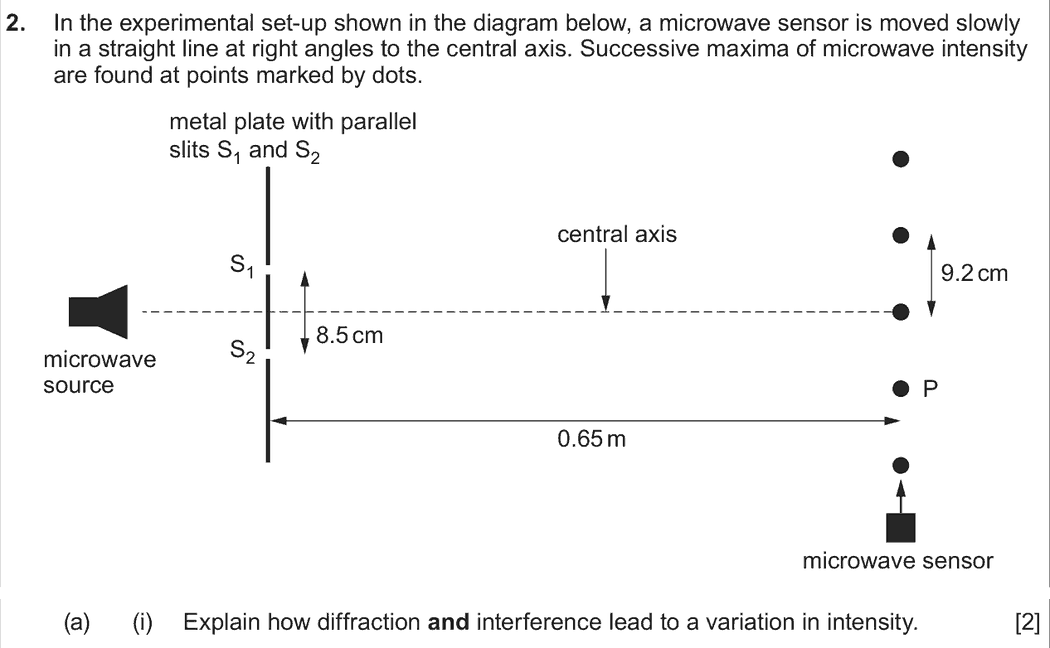 2. In the experimental set-up shown in the diagram below, a microwave sensor is moved slowly
in a straight line at right angles to the central axis. Successive maxima of microwave intensity
are found at points marked by dots.
metal plate with parallel
slits S₁ and S₂
central axis
S₁
9.2 cm
8.5 cm
S₂
microwave
source
P
0.65 m
microwave sensor
(a) (i) Explain how diffraction and interference lead to a variation in intensity. [2]